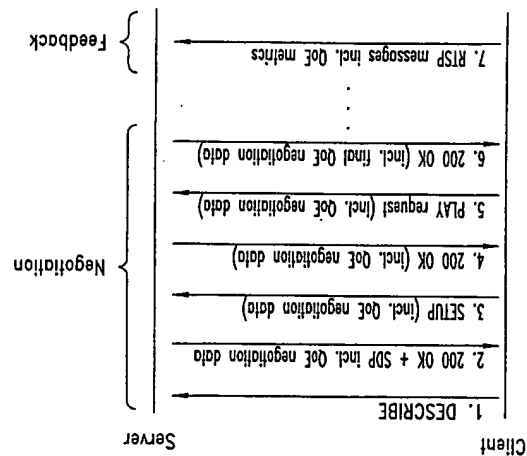 Client
Server
1. DESCRIBE
2. 200 OK + SDP incl. QoE negotiation data
3. SETUP (incl. QoE negotiation data)
4. 200 OK (incl. QoE negotiation data)
5. PLAY request (incl. QoE negotiation data)
6. 200 OK (incl. final QoE negotiation data)
Negotiation
7. RTSP messages incl. QoE metrics
Feedback